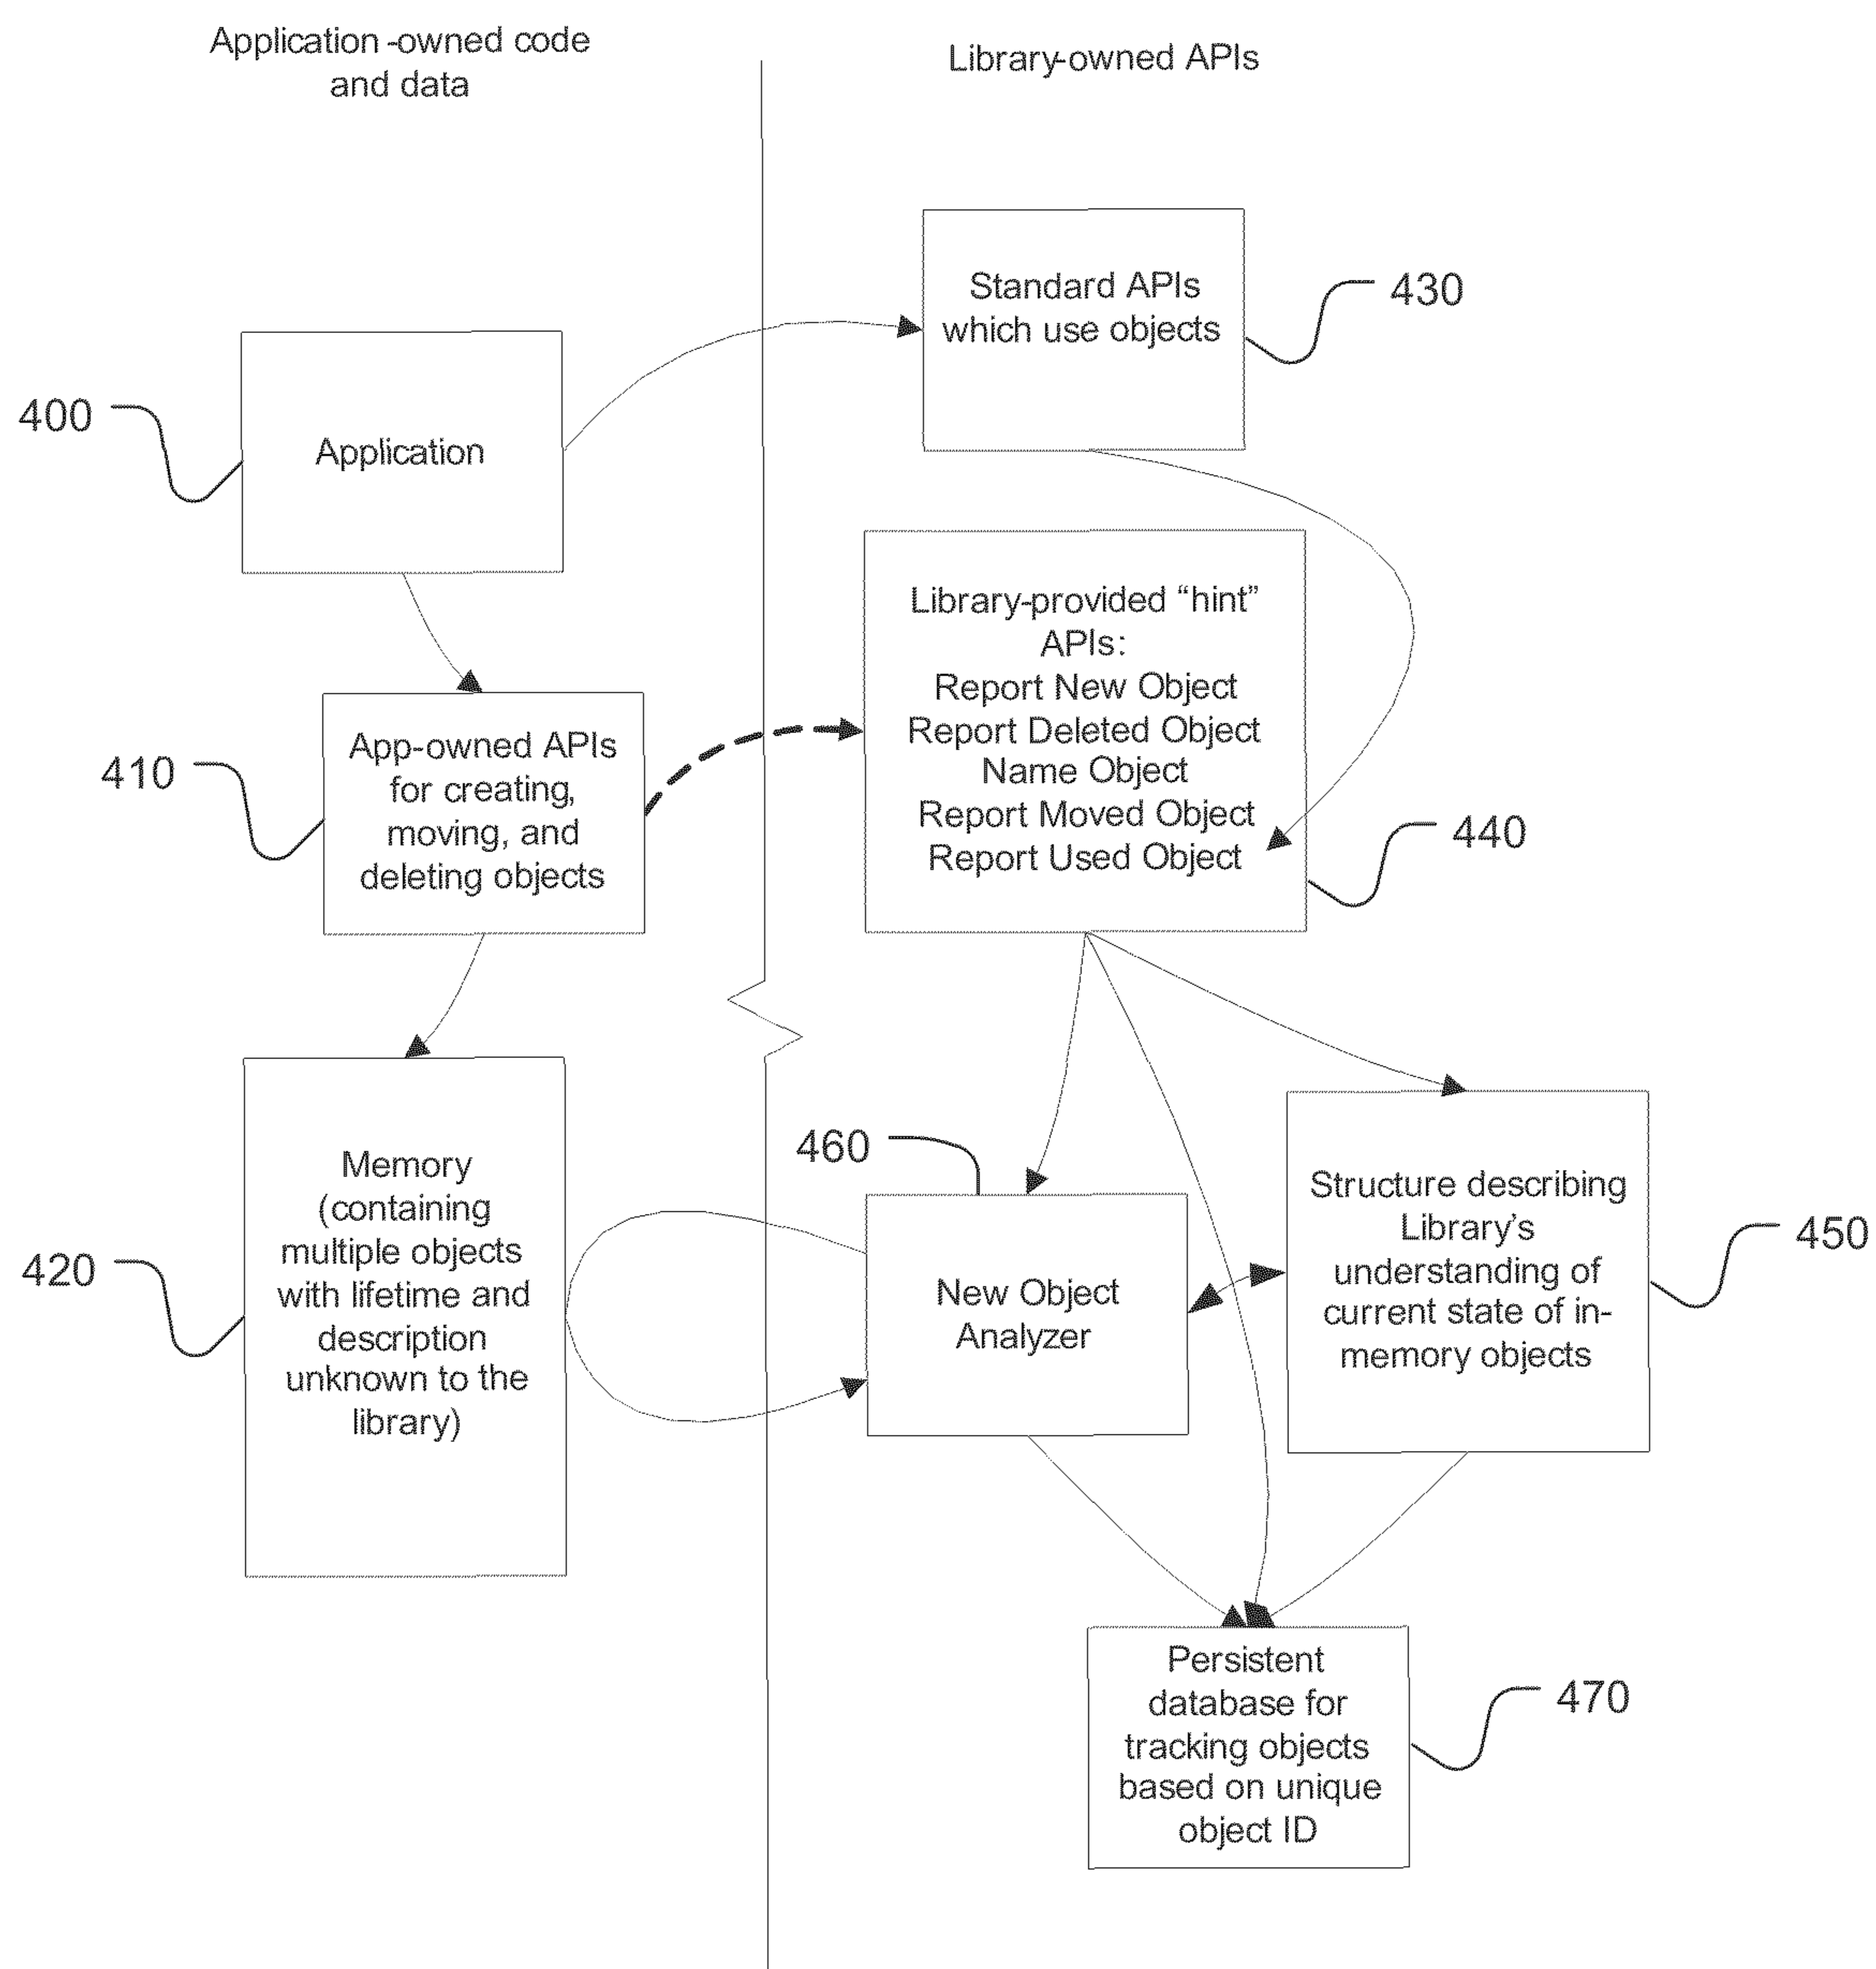 Application-owned code
and data
Library-owned APIs
Standard APIs
which use objects
430
400
Application
Library-provided “hint”
APIs:
Report New Object
Report Deleted Object
Name Object
Report Moved Object
Report Used Object
440
410
App-owned APIs
for creating,
moving, and
deleting objects
420
Memory
(containing
multiple objects
with lifetime and
description
unknown to the
library)
460
New Object
Analyzer
Structure describing
Library’s
understanding of
current state of in-
memory objects
450
Persistent
database for
tracking objects
based on unique
object ID
470